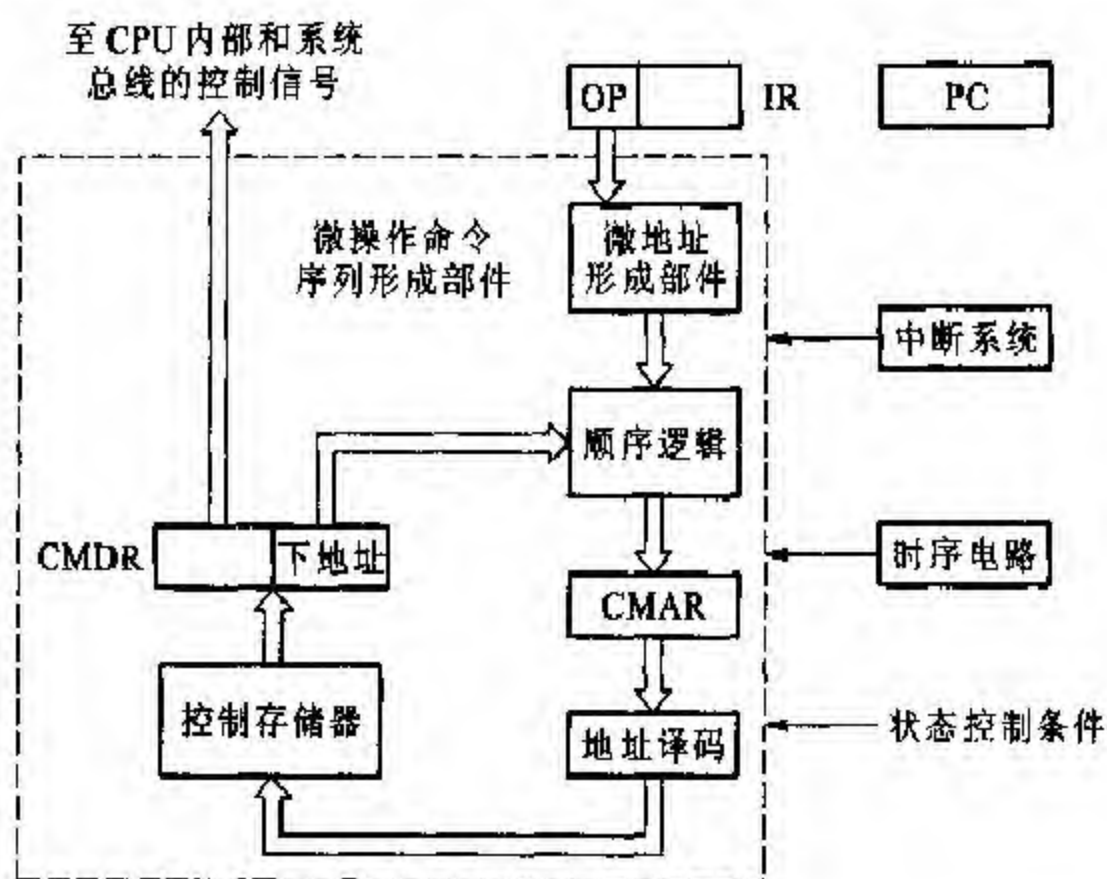 至 CPU 内部和系统
总线的控制信号
OP
IR
PC
微操作命令
序列形成部件
微地址
形成部件
中断系统
顺序逻辑
CMDR
下地址
时序电路
CMAR
控制存储器
地址译码
状态控制条件